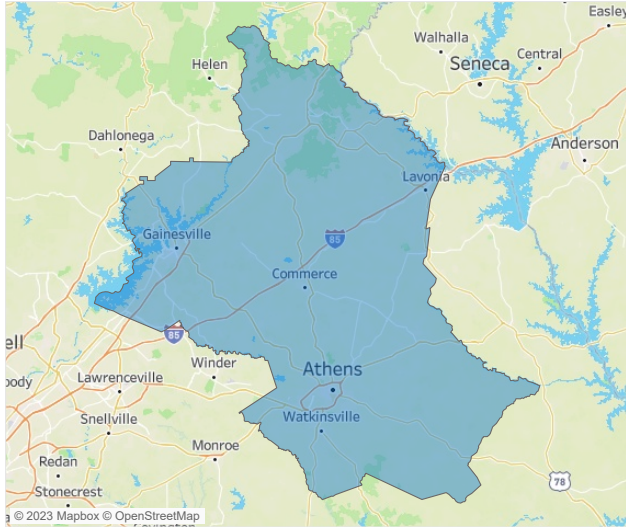 Easley
Walhalla
Central
Helen
Seneca
Dahlonega
Anderson
Lavonia
Gainesville
85
Commerce
85
ell
Winder
Athens
oody
Lawrenceville
Watkinsville
Snellville
Monroe
Redan
78
Stonecrest
© 2023 Mapbox © OpenStreetMap